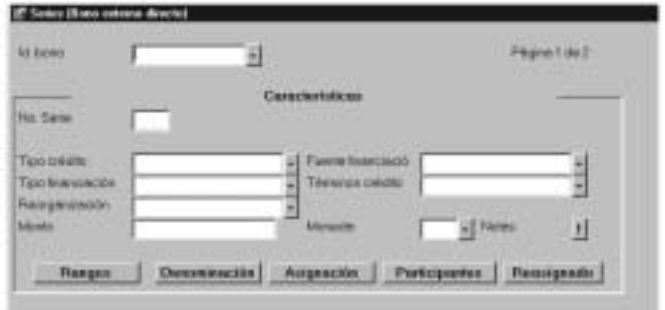 Series (Bono externo directo)
Id. bono Página 1 de 2
Características
No. Serie
Tipo crédito Fuente financiació
Tipo financiación Términos crédito
Reorganización
Monto Moneda Notas
Rangos Denominación Asignación Participantes Reasignado